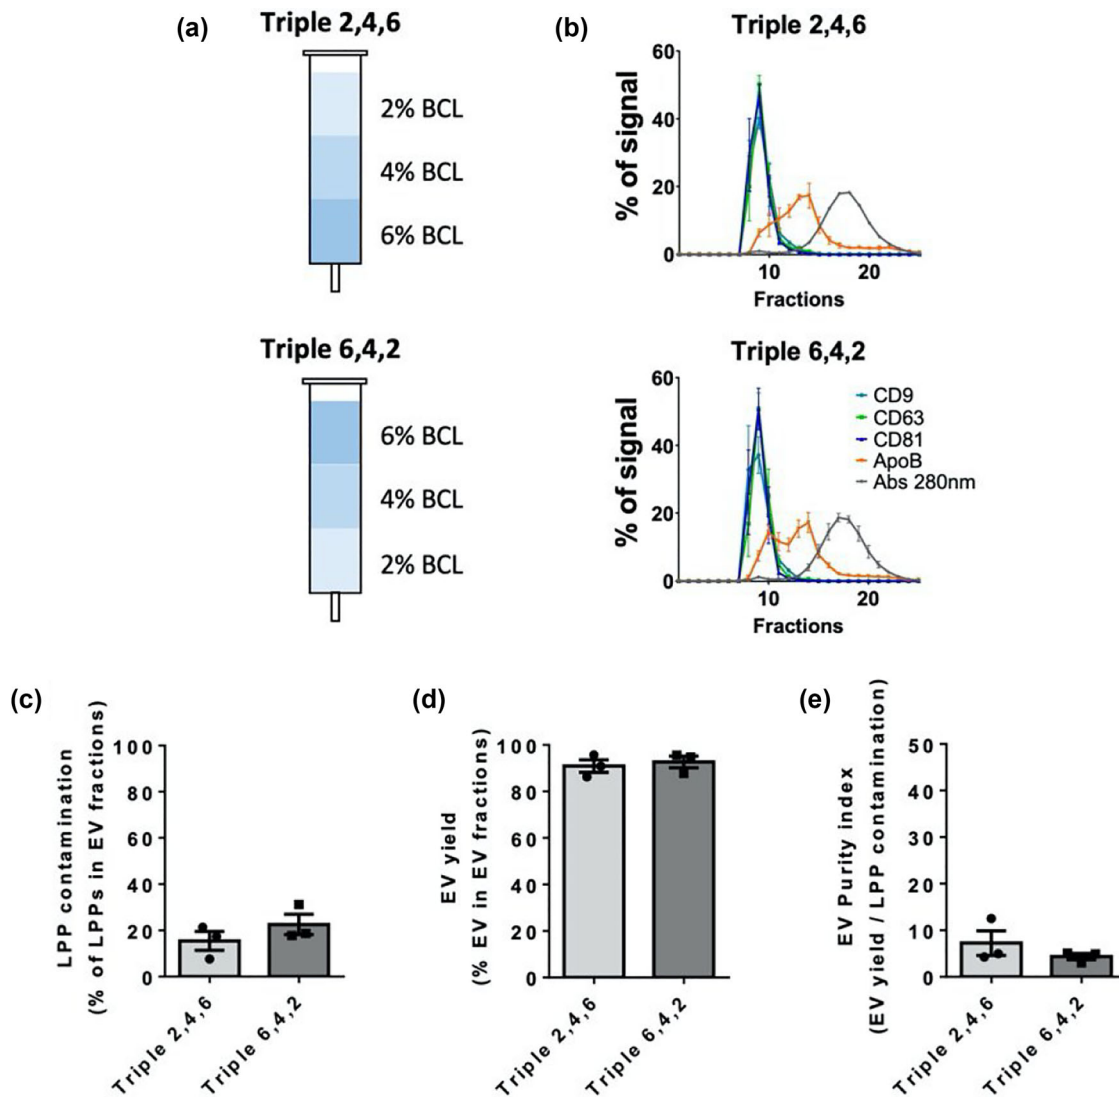 (a)
Triple 2,4,6
2% BCL
4% BCL
6% BCL
Triple 6,4,2
6% BCL
4% BCL
2% BCL
(b)
Triple 2,4,6
% of signal
60
40
20
0
10
20
Fractions
Triple 6,4,2
% of signal
60
40
20
0
10
20
Fractions
CD9
CD63
CD81
ApoB
Abs 280nm
(c)
LPP contamination
(% of LPPs in EV fractions)
100
80
60
40
20
0
Triple 2,4,6
Triple 6,4,2
(d)
EV yield
(% EV in EV fractions)
100
80
60
40
20
0
Triple 2,4,6
Triple 6,4,2
(e)
EV Purity index
(EV yield / LPP contamination)
50
40
30
20
10
0
Triple 2,4,6
Triple 6,4,2